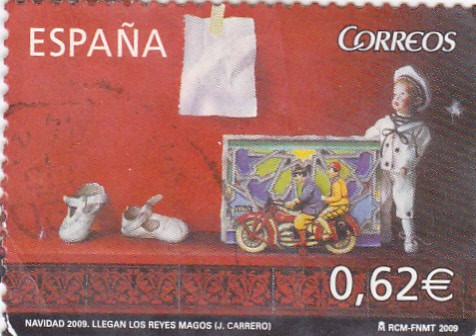 ESPAÑA
CORREOS
0,62€
NAVIDAD 2009. LLEGAN LOS REYES MAGOS (J. CARRERO)
RCM-FNMT 2009